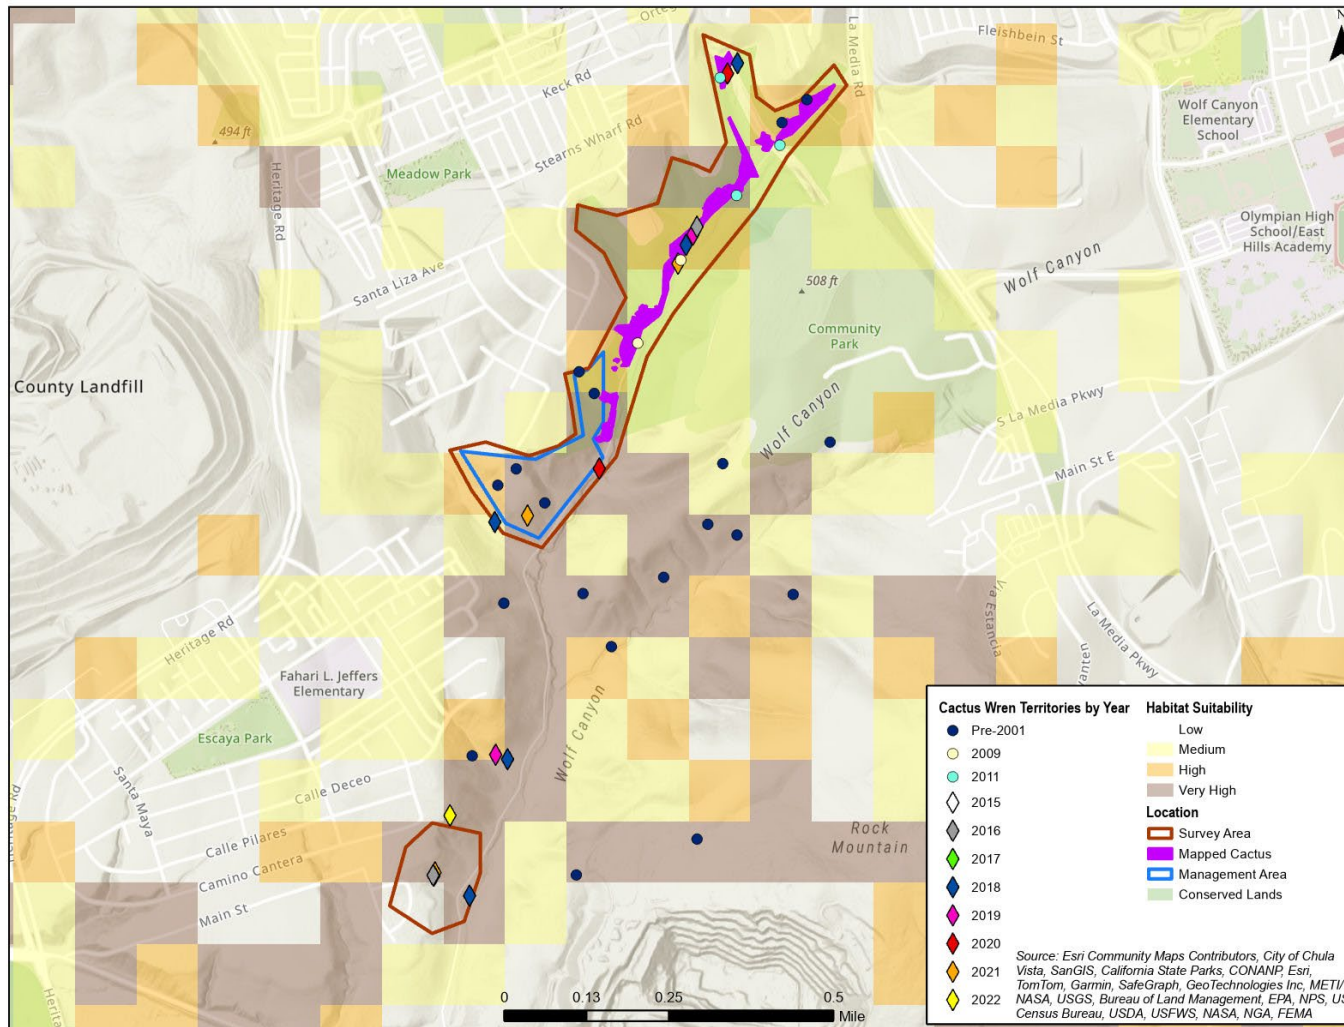 N
Orteg
La Media Rd
Fleishbein St
Keck Rd
Stearns Wharf Rd
494 ft
Heritage Rd
Meadow Park
Wolf Canyon
Elementary
School
Olympian High
School/East
Hills Academy
Wolf Canyon
Santa Liza Ave
508 ft
Community
Park
County Landfill
Wolf Canyon
S La Media Pkwy
Main St E
Via Estancia
La Media Pkwy
Heritage Rd
Fahari L. Jeffers
Elementary
Escaya Park
Wolf Canyon
Calle Deceo
Santa Maya
Heritage Rd
Calle Pilares
Camino Cantera
Main St
Rock
Mountain
Herita
0 0.13 0.25 0.5
Mile
Cactus Wren Territories by Year
Pre-2001
2009
2011
2015
2016
2017
2018
2019
2020
2021
2022
Habitat Suitability
Low
Medium
High
Very High
Location
Survey Area
Mapped Cactus
Management Area
Conserved Lands
Source: Esri Community Maps Contributors, City of Chula
Vista, SanGIS, California State Parks, CONANP, Esri,
TomTom, Garmin, SafeGraph, GeoTechnologies Inc, METI/
NASA, USGS, Bureau of Land Management, EPA, NPS, US
Census Bureau, USDA, USFWS, NASA, NGA, FEMA